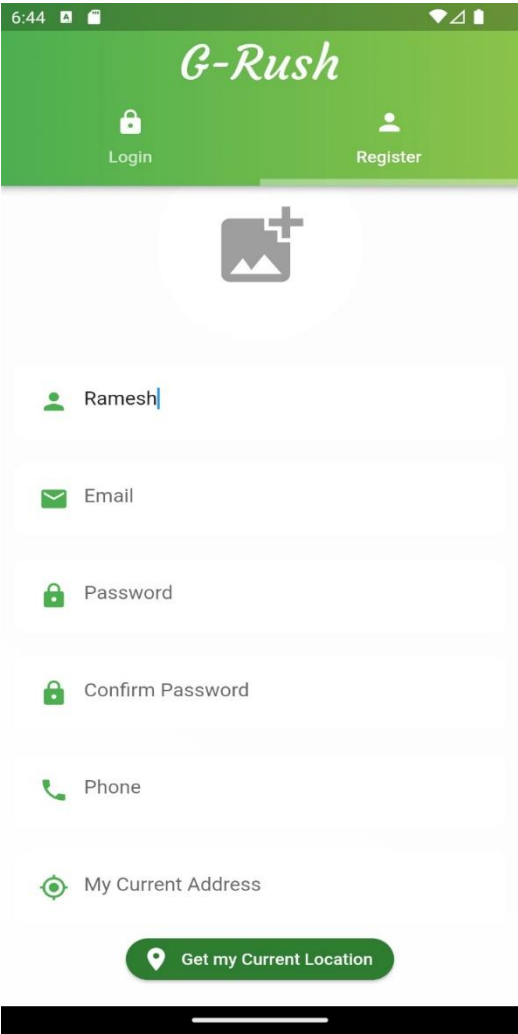 6:44
G-Rush
Login Register
Ramesh
Email
Password
Confirm Password
Phone
My Current Address
Get my Current Location